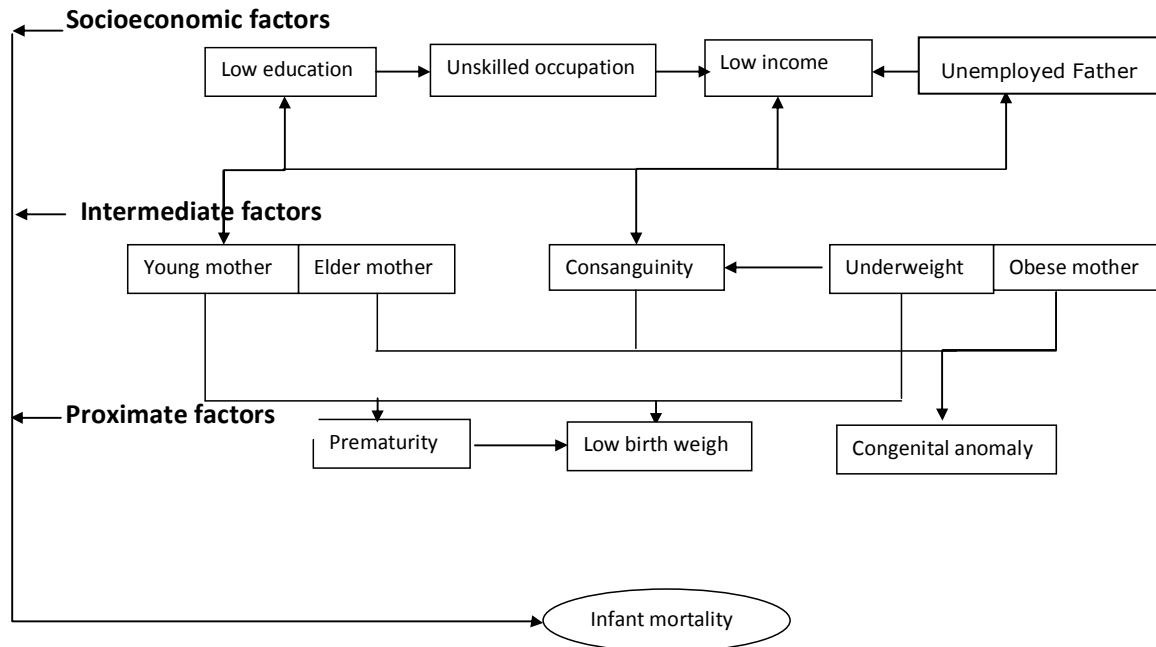 Socioeconomic factors
Low education
Unskilled occupation
Low income
Unemployed Father
Intermediate factors
Young mother
Elder mother
Consanguinity
Underweight
Obese mother
Proximate factors
Prematurity
Low birth weigh
Congenital anomaly
Infant mortality